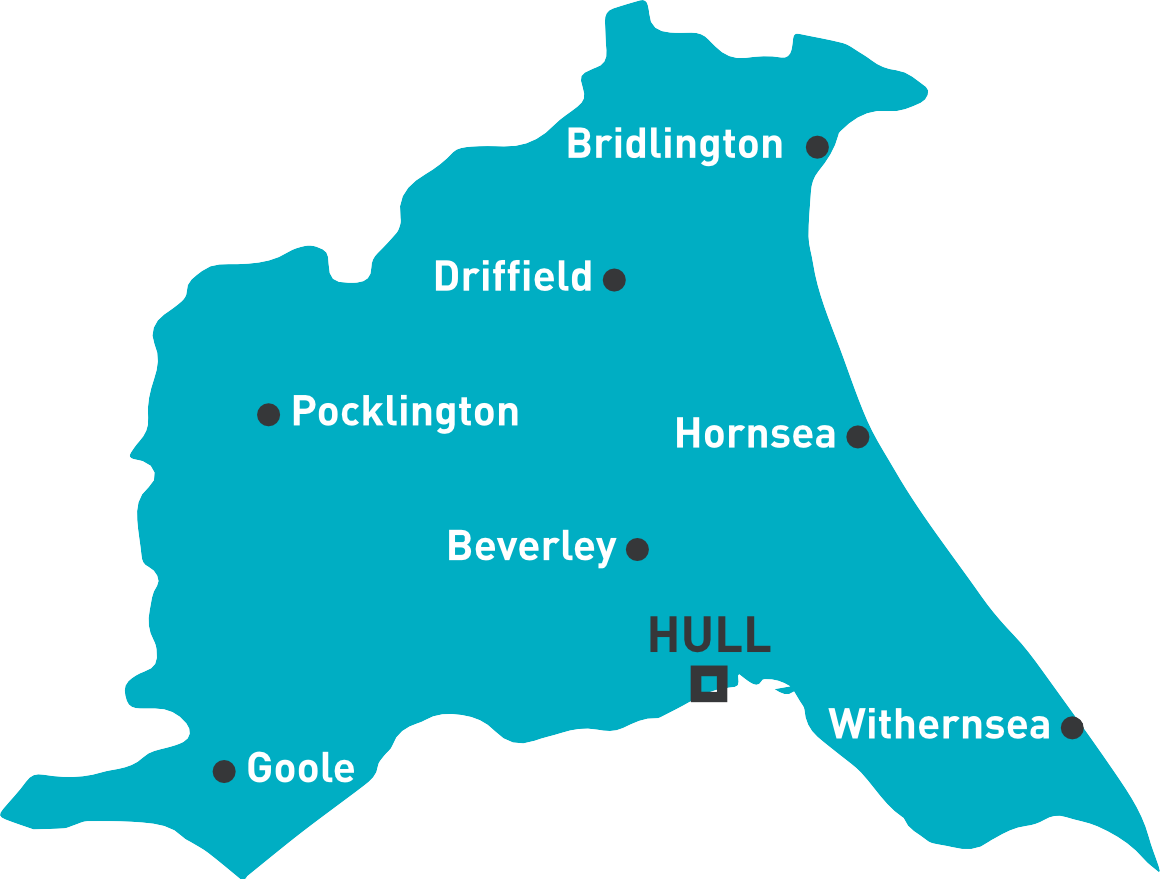 Bridlington
Driffield
Pocklington
Hornsea
Beverley
HULL
Withernsea
Goole